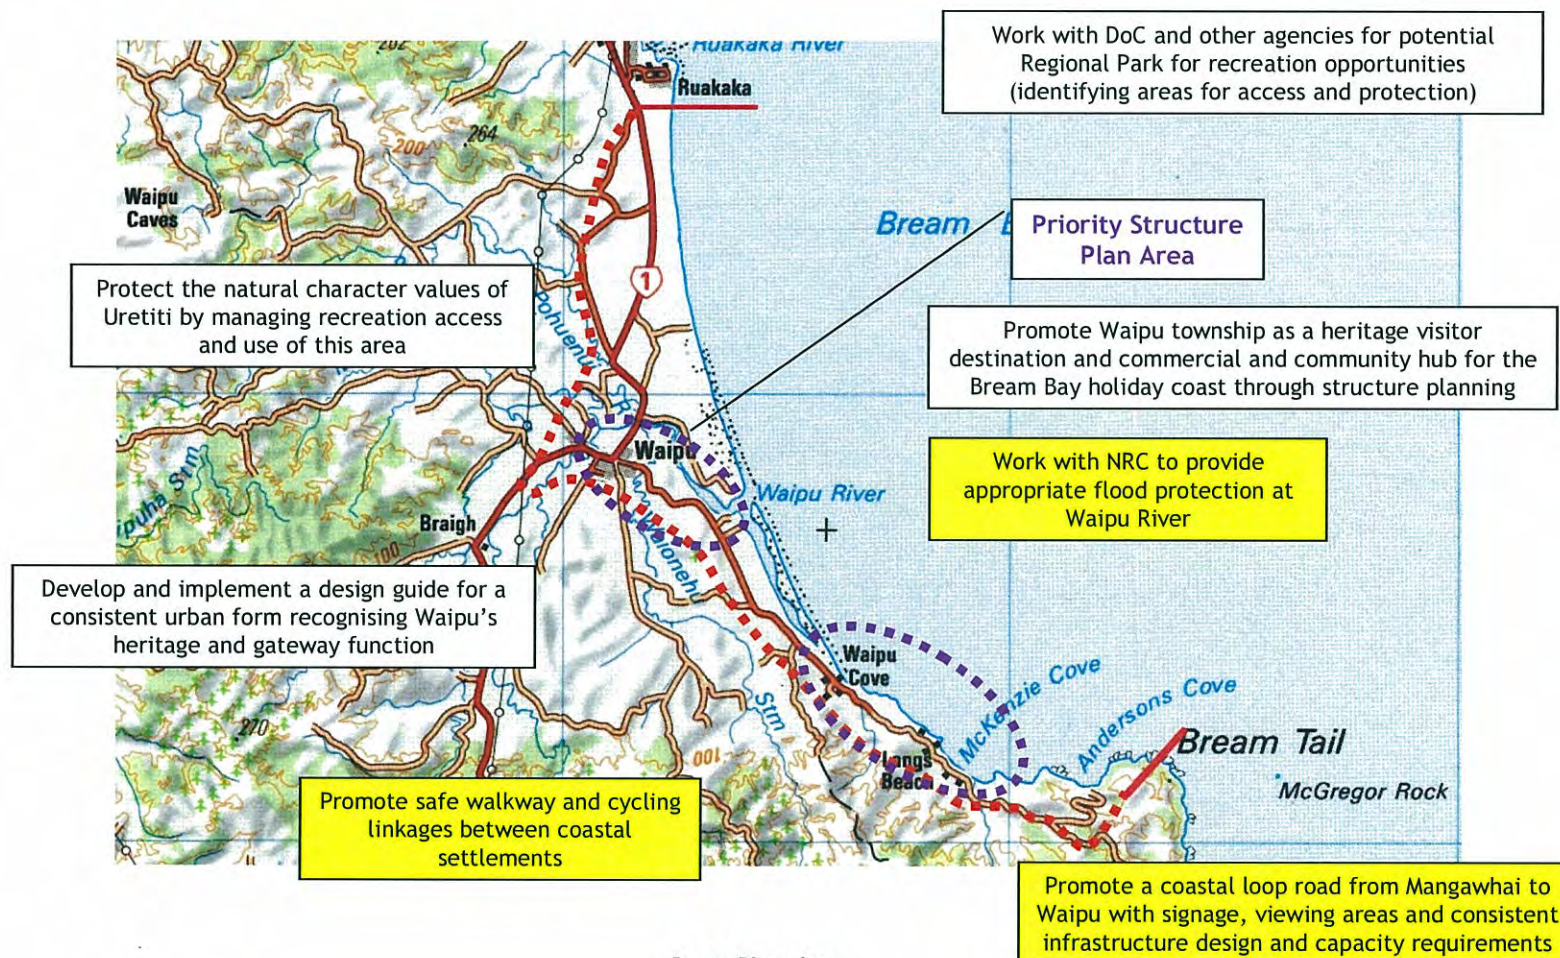 Ruakaka River
Work with DoC and other agencies for potential
Regional Park for recreation opportunities
(identifying areas for access and protection)
Ruakaka
264
200
Waipu
Caves
Bream
Priority Structure
Plan Area
1
Protect the natural character values of
Uretiti by managing recreation access
and use of this area
Pohuenui
R
Promote Waipu township as a heritage visitor
destination and commercial and community hub for the
Bream Bay holiday coast through structure planning
Waipu
Work with NRC to provide
appropriate flood protection at
Waipu River
Waipu River
ipuha Stm
Braigh
100
Waionehu
Stm
Develop and implement a design guide for a
consistent urban form recognising Waipu's
heritage and gateway function
Waipu
Cove
McKenzie Cove
Andersons Cove
270
100
Langs
Beach
Bream Tail
McGregor Rock
Promote safe walkway and cycling
linkages between coastal
settlements
Promote a coastal loop road from Mangawhai to
Waipu with signage, viewing areas and consistent
infrastructure design and capacity requirements